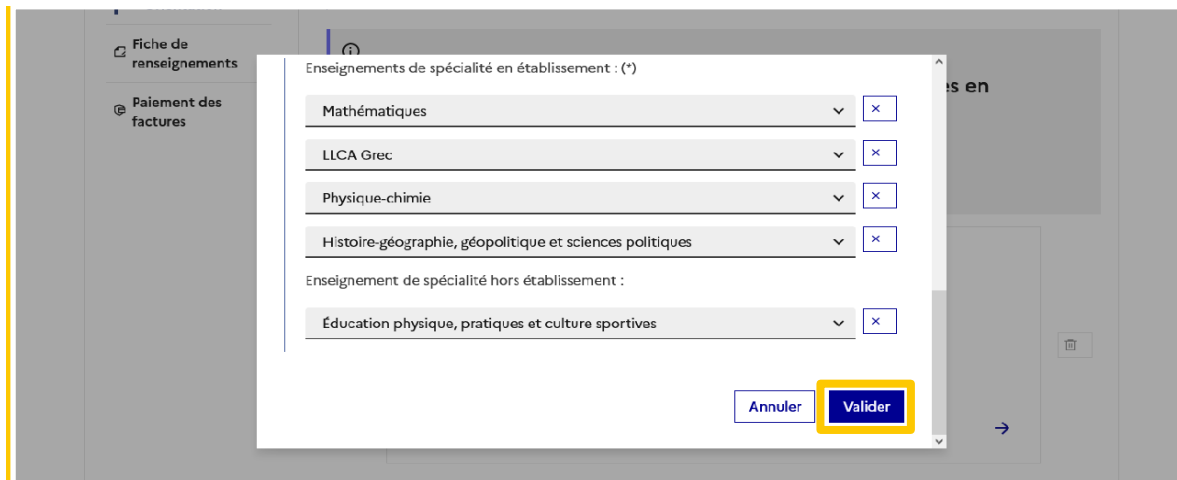 Fiche de
renseignements
Paiement des
factures
Enseignements de spécialité en établissement : (*)
Mathématiques
LLCA Grec
Physique-chimie
Histoire-géographie, géopolitique et sciences politiques
Enseignement de spécialité hors établissement :
Éducation physique, pratiques et culture sportives
Annuler
Valider
en